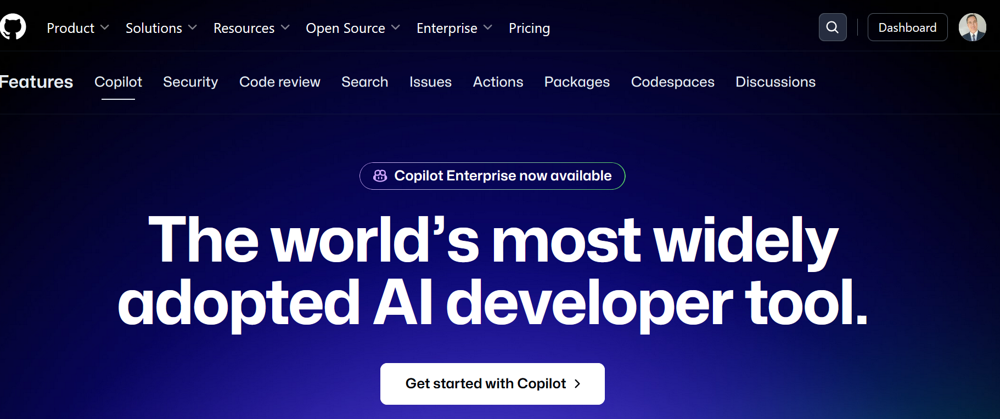 Product Solutions Resources Open Source Enterprise Pricing Dashboard
Features Copilot Security Code review Search Issues Actions Packages Codespaces Discussions
Copilot Enterprise now available
The world’s most widely
adopted AI developer tool.
Get started with Copilot